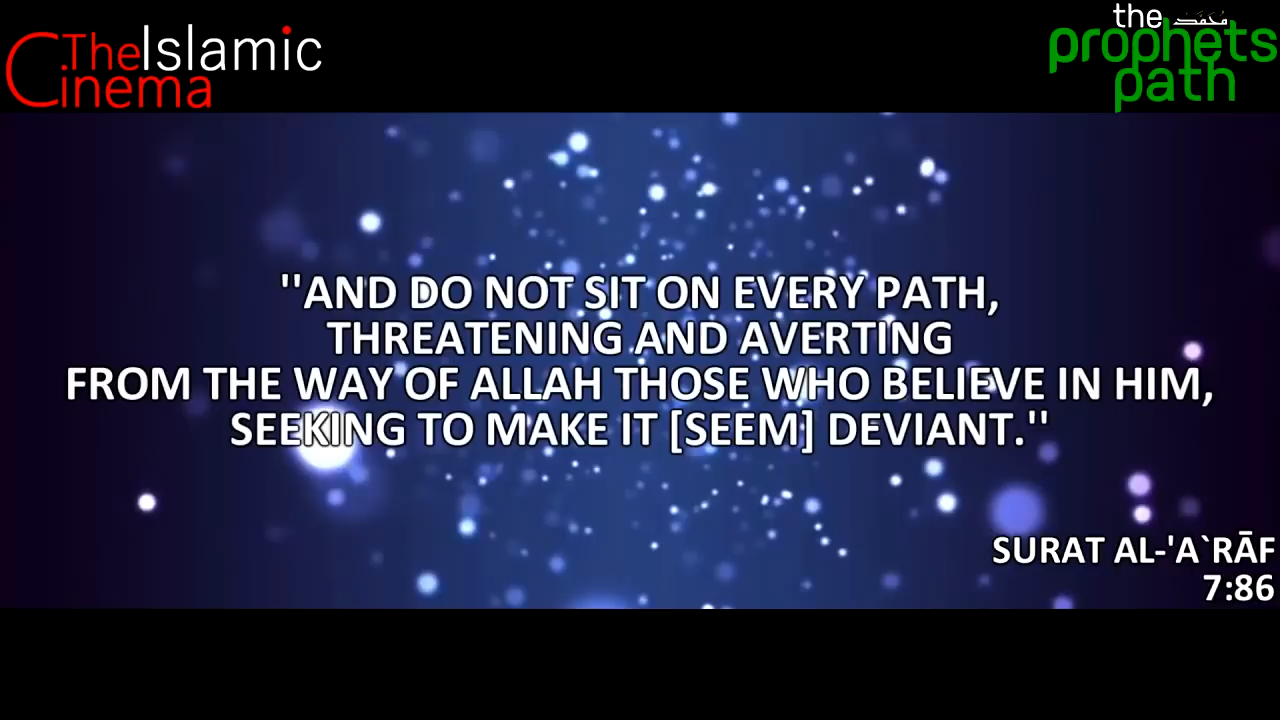 The Islamic
Cinema
the محمد
prophets
path
"AND DO NOT SIT ON EVERY PATH,
THREATENING AND AVERTING
FROM THE WAY OF ALLAH THOSE WHO BELIEVE IN HIM,
SEEKING TO MAKE IT [SEEM] DEVIANT."
SURAT AL-'A`RĀF
7:86